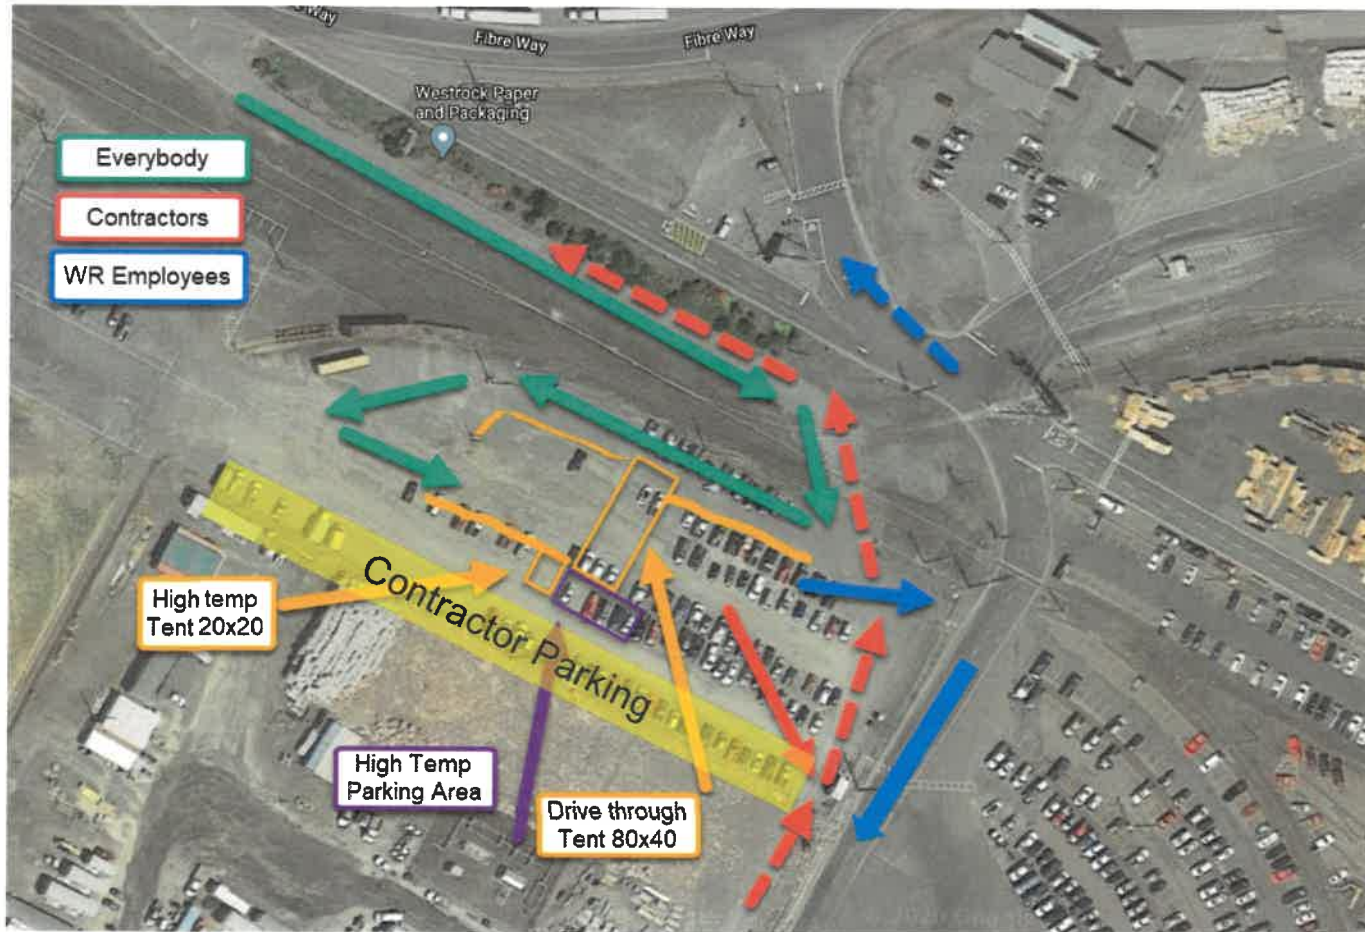 Way
Fibre Way
Fibre Way
Westrock Paper
and Packaging
Everybody
Contractors
WR Employees
High temp
Tent 20x20
Contractor Parking
High Temp
Parking Area
Drive through
Tent 80x40